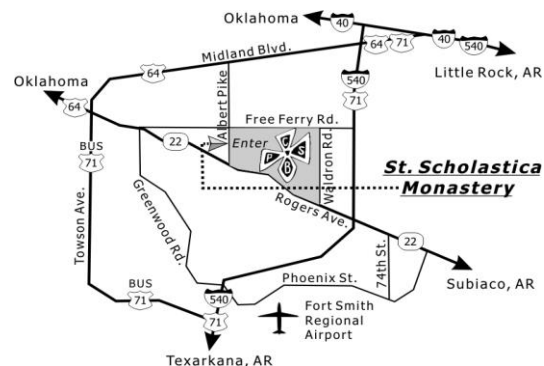 Oklahoma
40
Midland Blvd.
64
71
40
540
Little Rock, AR
Oklahoma
64
64
540
71
Albert Pike
Free Ferry Rd.
BUS
71
22
Enter
C
P
S
B
Waldron Rd.
St. Scholastica
Monastery
Towson Ave.
Greenwood Rd.
Rogers Ave.
22
74th St.
Subiaco, AR
Phoenix St.
BUS
71
540
71
Fort Smith
Regional
Airport
Texarkana, AR